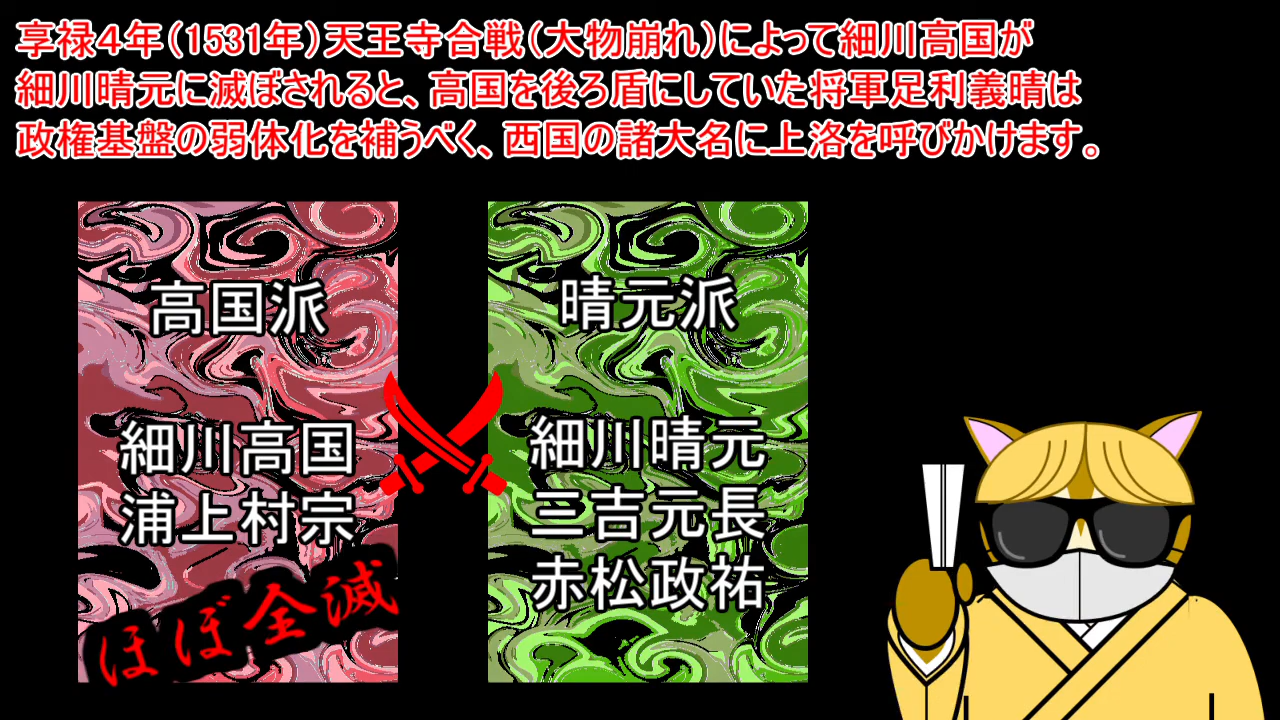 享禄４年（1531年）天王寺合戦（大物崩れ）によって細川高国が
細川晴元に滅ぼされると、高国を後ろ盾にしていた将軍足利義晴は
政権基盤の弱体化を補うべく、西国の諸大名に上洛を呼びかけます。
高国派
細川高国
浦上村宗
ほぼ全滅
晴元派
細川晴元
三吉元長
赤松政祐